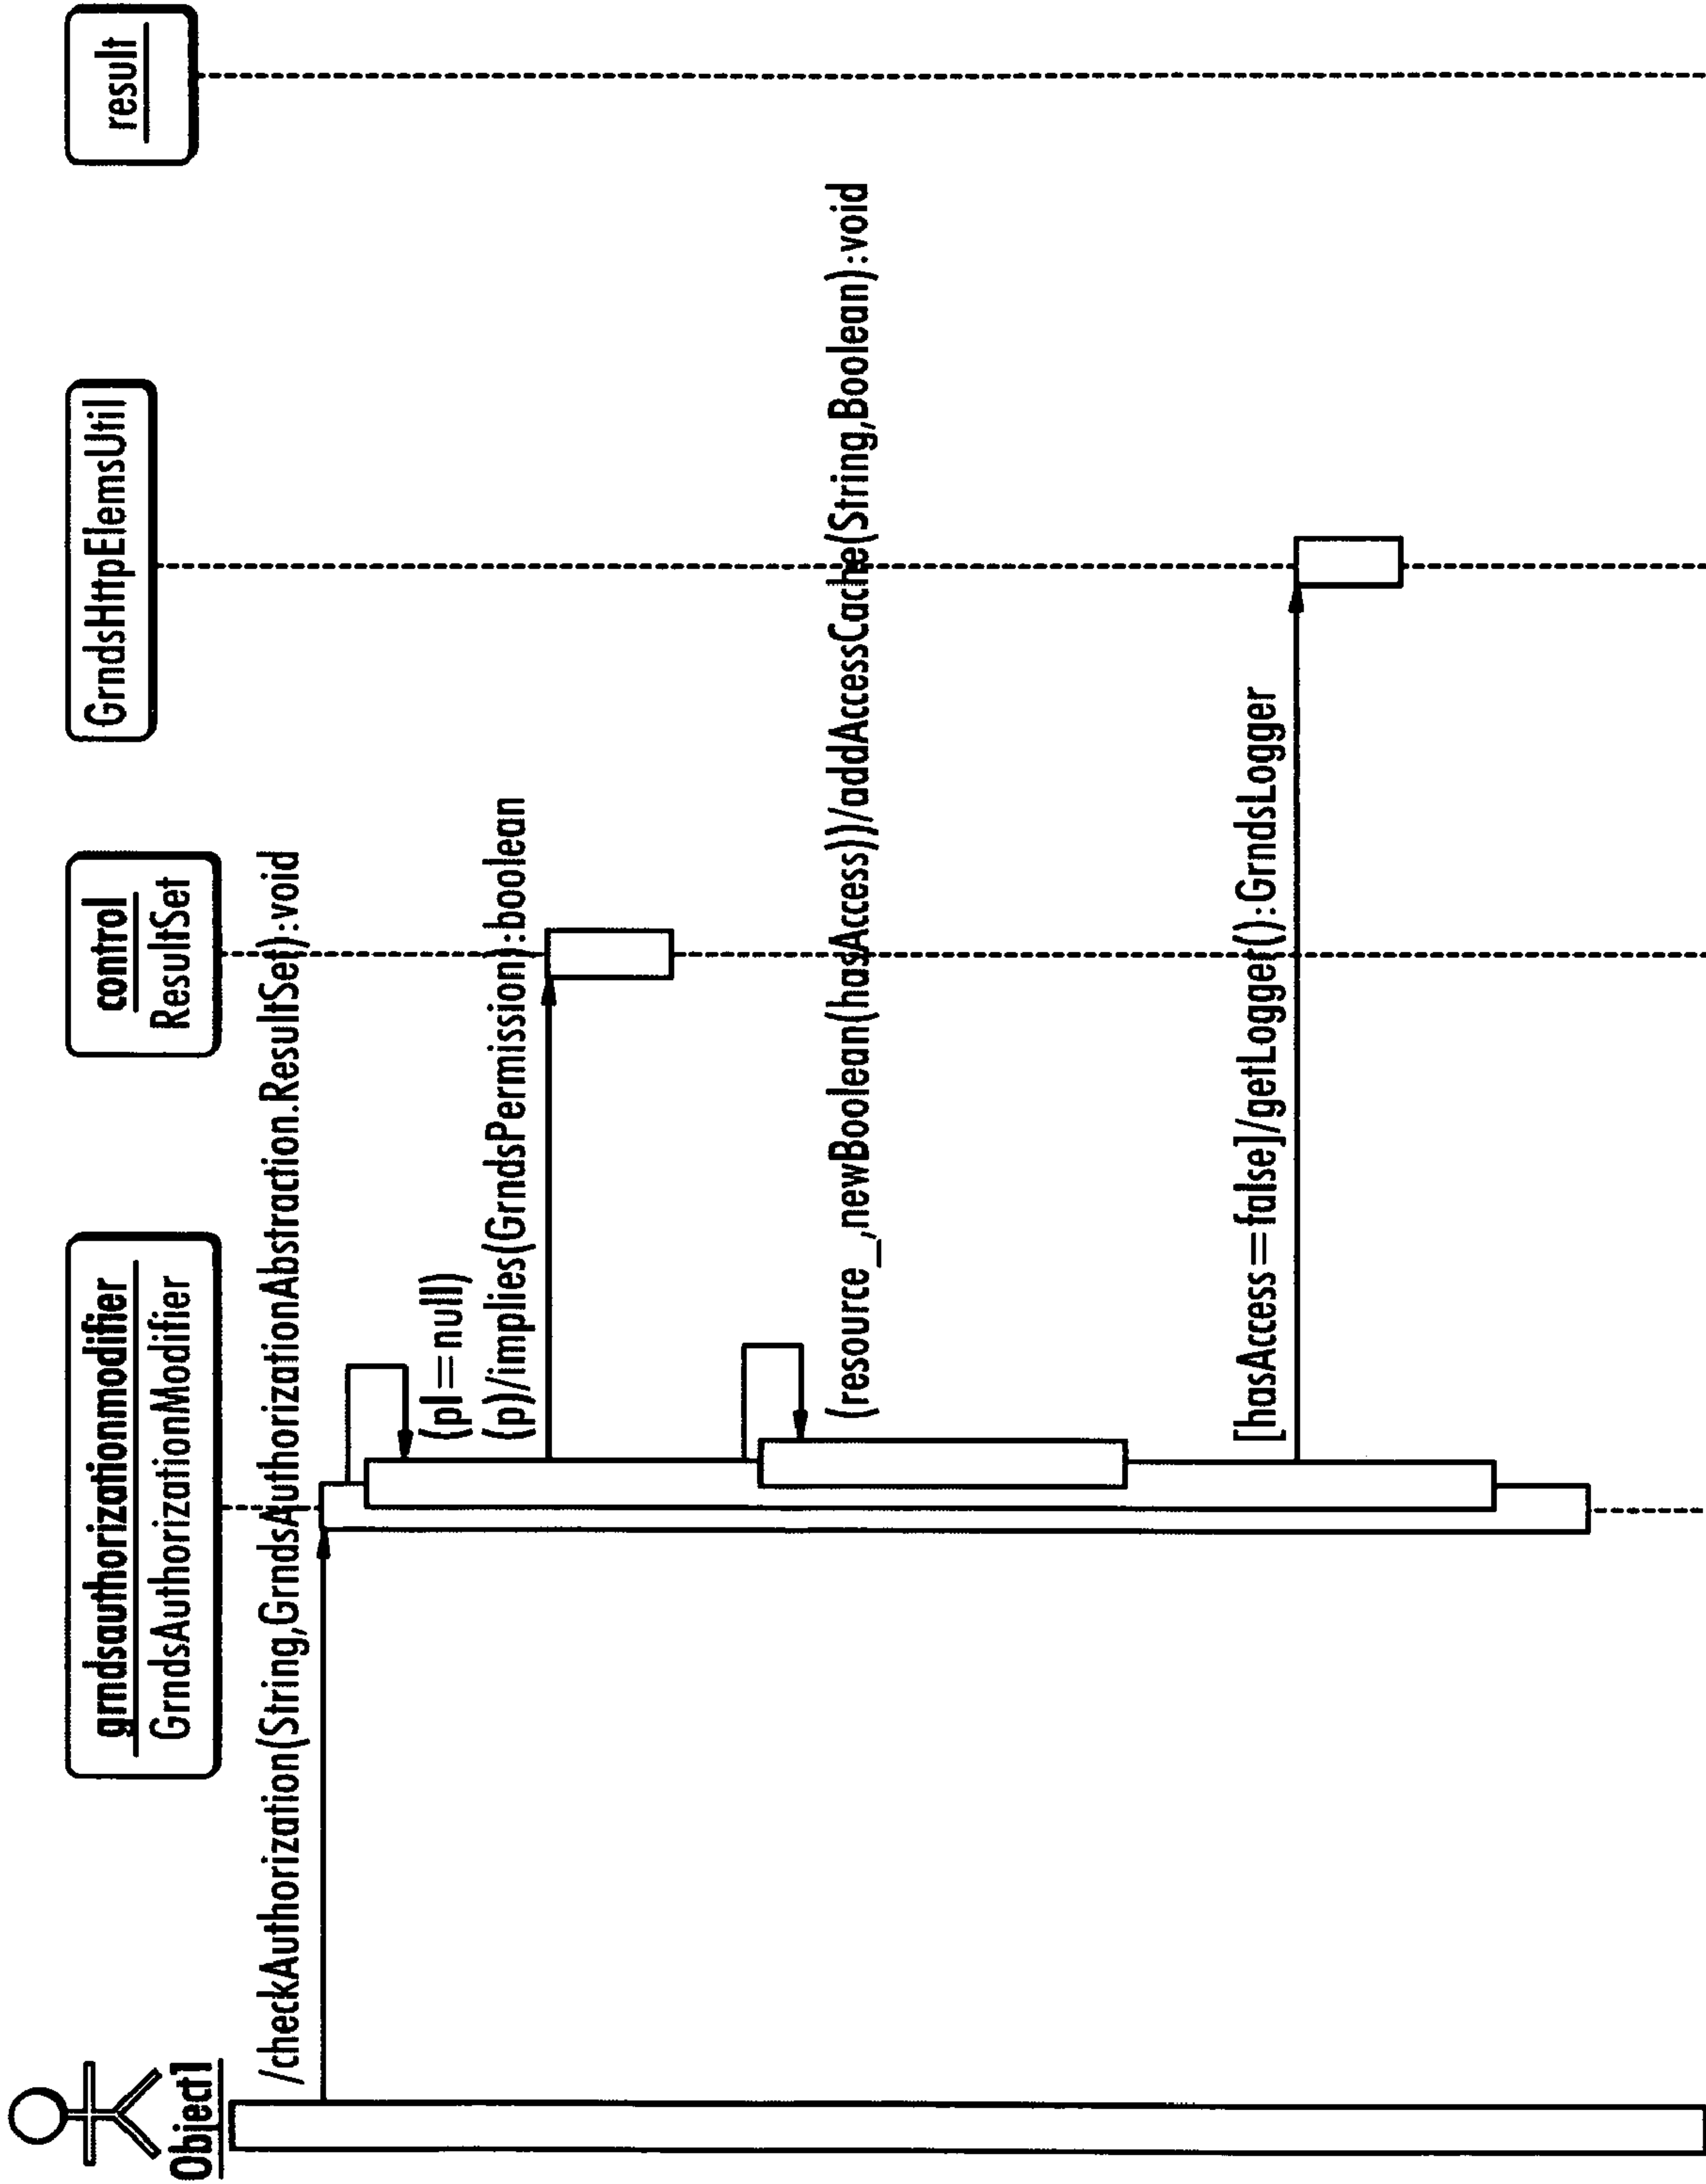 Object1
grndsauthorizationmodifier
GrndsAuthorizationModifier
control
ResultSet
GrndsHttpElemsUtil
result
/checkAuthorization(String,GrndsAuthorizationAbstraction.ResultSet):void
(pl==null)
(p)/implies(GrndsPermission):boolean
(resource_,newBoolean(hasAccess))/addAccessCache(String,Boolean):void
[hasAccess==false]/getLogger():GrndsLogger